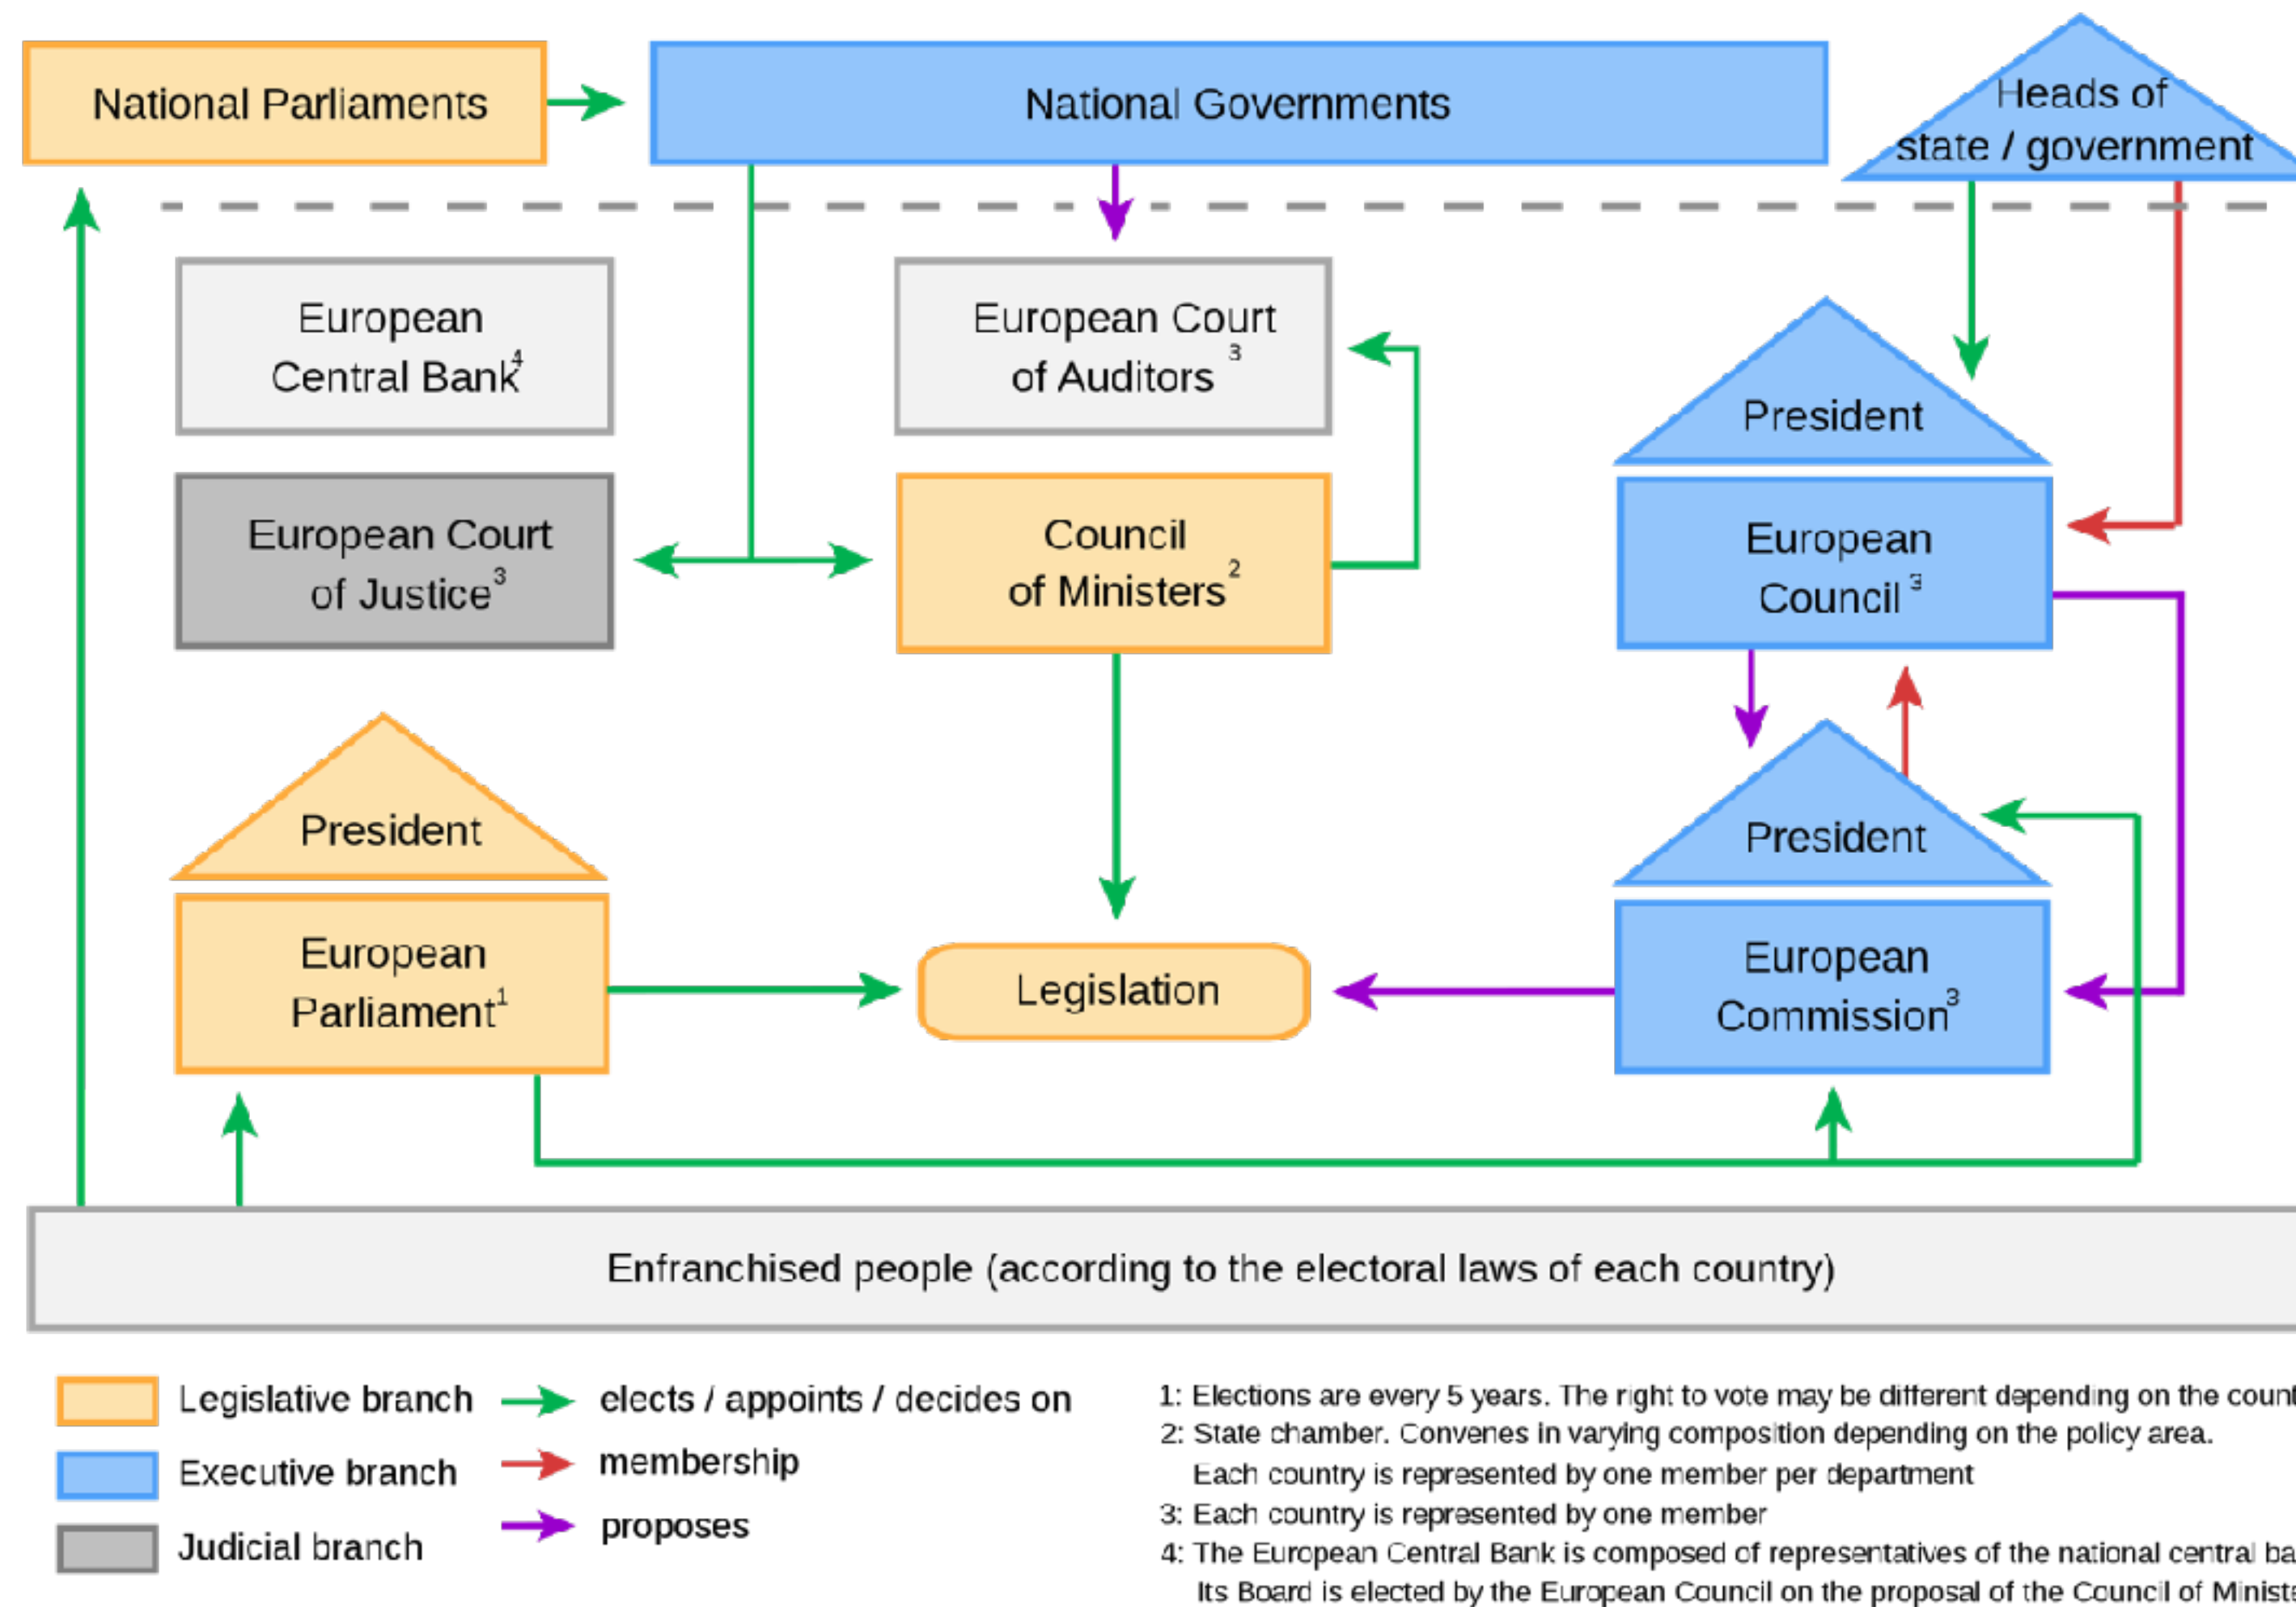 National Parliaments
National Governments
Heads of
state / government
European
Central Bank4
European Court
of Auditors 3
President
European Court
of Justice3
Council
of Ministers2
European
Council 3
President
President
European
Parliament1
Legislation
European
Commission3
Enfranchised people (according to the electoral laws of each country)
Legislative branch
Executive branch
Judicial branch
elects / appoints / decides on
membership
proposes
1: Elections are every 5 years. The right to vote may be different depending on the
2: State chamber. Convenes in varying composition depending on the policy area.
Each country is represented by one member per department
3: Each country is represented by one member
4: The European Central Bank is composed of representatives of the national central
Its Board is elected by the European Council on the proposal of the Council of